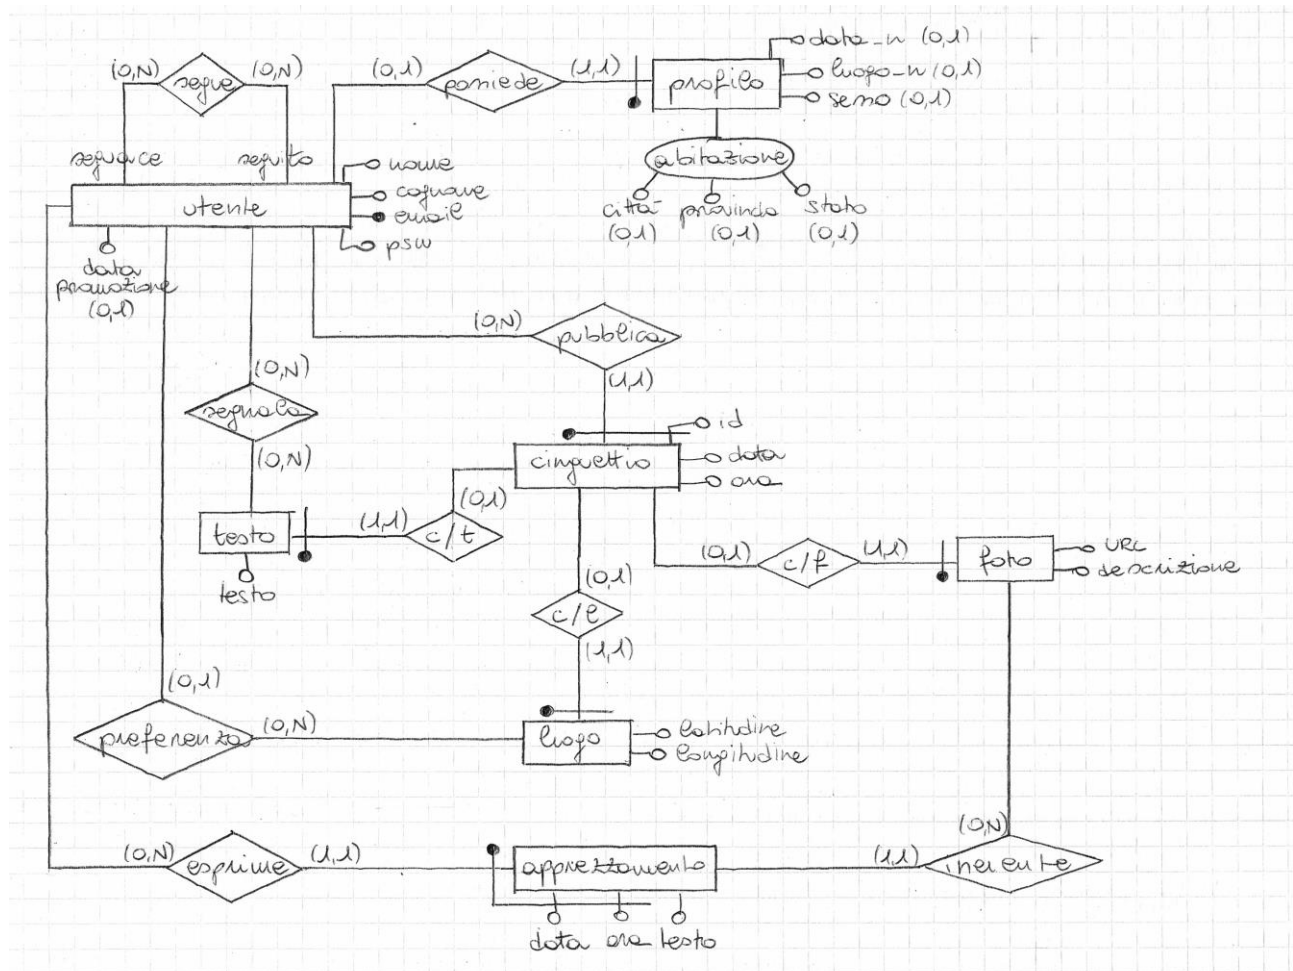 data_n (0,1)
(0,N) segue (0,N)
(0,1) possiede (1,1) profilo luogo_n (0,1)
sesso (0,1)
seguace seguito
abitazione
nome
cognome
utente email
psw
città provincia stato
(0,1) (0,1) (0,1)
data
promozione
(0,1)
(0,N) pubblica
(0,N) (1,1)
segnala
id
(0,N) cinguettio data
ora
(0,1)
testo (1,1) c/t
(0,1) c/f (1,1) foto URL
descrizione
testo
(0,1)
c/l
(1,1)
(0,1)
preferenza (0,N) luogo latitudine
longitudine
(0,N)
(0,N) esprime (1,1) apprezzamento (1,1) inerente
data ora testo